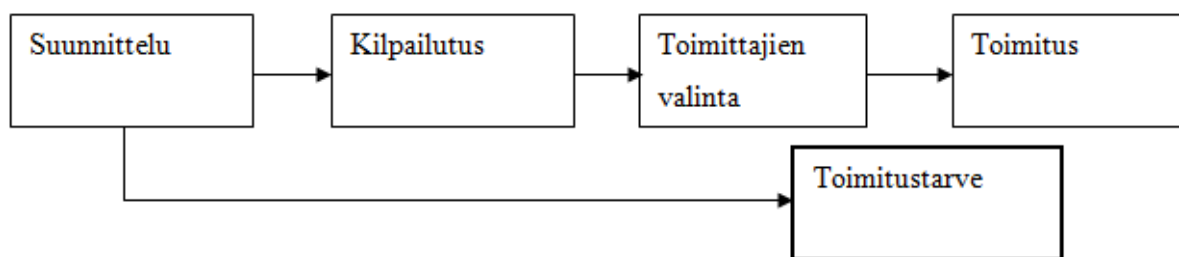 Suunnittelu
Kilpailutus
Toimittajien
valinta
Toimitus
Toimitustarve